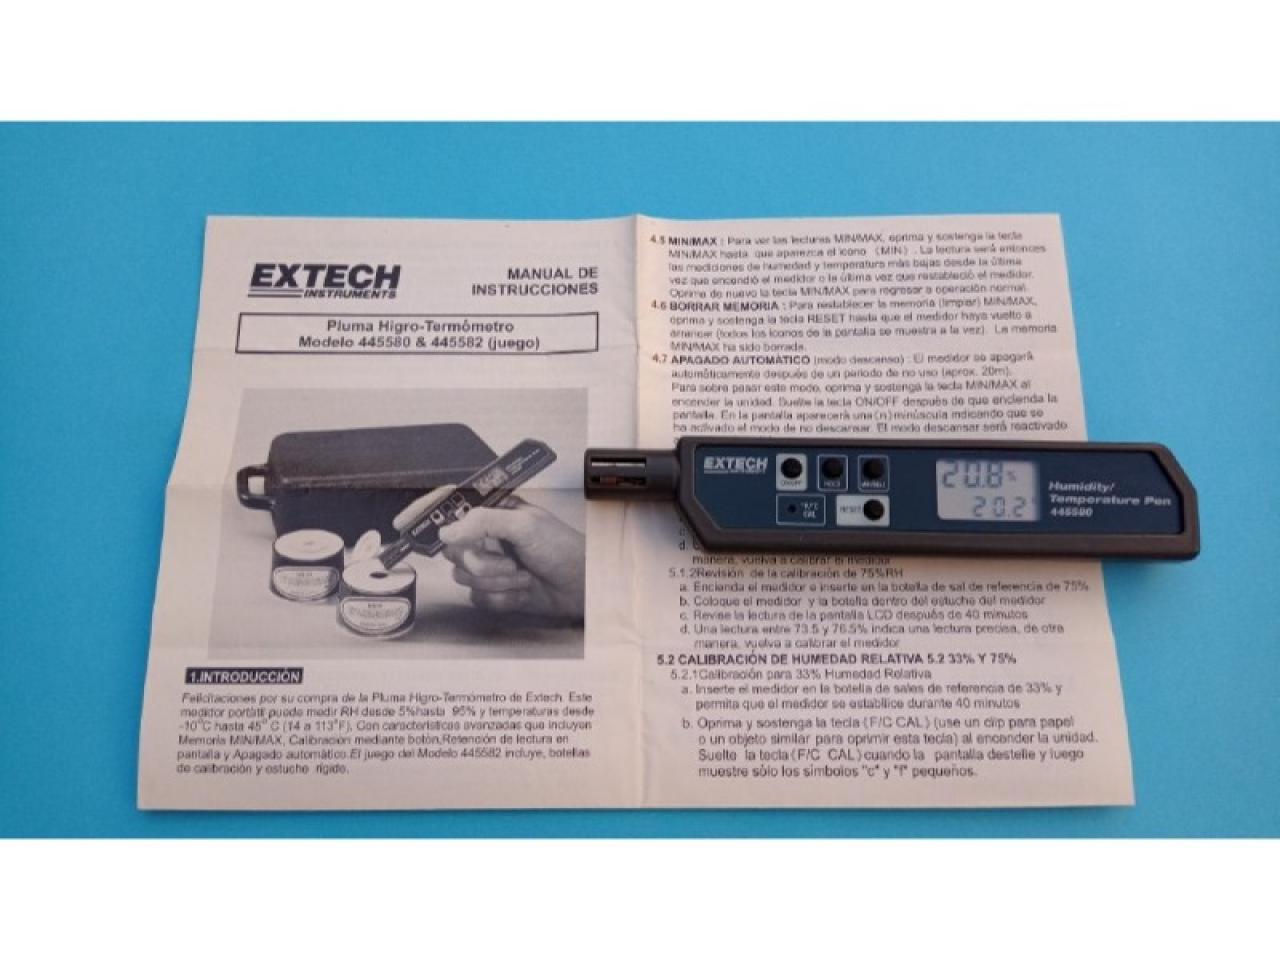 EXTECH
INSTRUMENTS
MANUAL DE
INSTRUCCIONES
Pluma Higro-Termómetro
Modelo 445580 & 445582 (juego)
1.INTRODUCCIÓN
Felicitaciones por su compra de la Pluma Higro-Termómetro de Extech. Este
medidor portátil puede medir RH desde 5%hasta 95% y temperaturas desde
-10°C hasta 45°C (14 a 113°F), Con características avanzadas que incluyen
Memoria MIN/MAX, Calibración mediante botón,Retención de lectura en
pantalla y Apagado automático.El juego del Modelo 445582 incluye, botellas
de calibración y estuche rígido.
4.5 MIN/MAX : Para ver las lecturas MIN/MAX, oprima y sostenga la tecla
MIN/MAX hasta que aparezca el icono (MIN) . La lectura será entonces
las mediciones de humedad y temperatura más bajas desde la última
vez que encendió el medidor o la última vez que restableció el medidor.
Oprima de nuevo la tecla MIN/MAX para regresar a operación normal.
4.6 BORRAR MEMORIA : Para restablecer la memoria (limpiar) MIN/MAX,
oprima y sostenga la tecla RESET hasta que el medidor haya vuelto a
arrancar (todos los iconos de la pantalla se muestra a la vez). La memoria
MIN/MAX ha sido borrada.
4.7 APAGADO AUTOMÁTICO (modo descanso) : El medidor se apagará
automáticamente después de un periodo de no uso (aprox. 20m).
Para sobre pasar este modo, oprima y sostenga la tecla MIN/MAX al
encender la unidad. Suelte la tecla ON/OFF después de que encienda la
pantalla. En la pantalla aparecerá una (n) minúscula indicando que se
ha activado el modo de no descansar. El modo descansar será reactivado
EXTECH
ON/OFF
HOLD
MIN/MAX
°F/°C
CAL
RESET
20.8 %
20.2
Humidity/
Temperature Pen
445580
d.
manera, vuelva a calibrar el medidor
5.1.2Revisión de la calibración de 75%RH
a. Encienda el medidor e inserte en la botella de sal de referencia de 75%
b. Coloque el medidor y la botella dentro del estuche del medidor
c. Revise la lectura de la pantalla LCD después de 40 minutos
d. Una lectura entre 73.5 y 76.5% indica una lectura precisa, de otra
manera, vuelva a calibrar el medidor
5.2 CALIBRACIÓN DE HUMEDAD RELATIVA 5.2 33% Y 75%
5.2.1Calibración para 33% Humedad Relativa
a. Inserte el medidor en la botella de sales de referencia de 33% y
permita que el medidor se estabilice durante 40 minutos
b. Oprima y sostenga la tecla (F/C CAL) (use un clip para papel
o un objeto similar para oprimir esta tecla) al encender la unidad.
Suelte la tecla (F/C CAL) cuando la pantalla destelle y luego
muestre sólo los símbolos "c" y "f" pequeños.